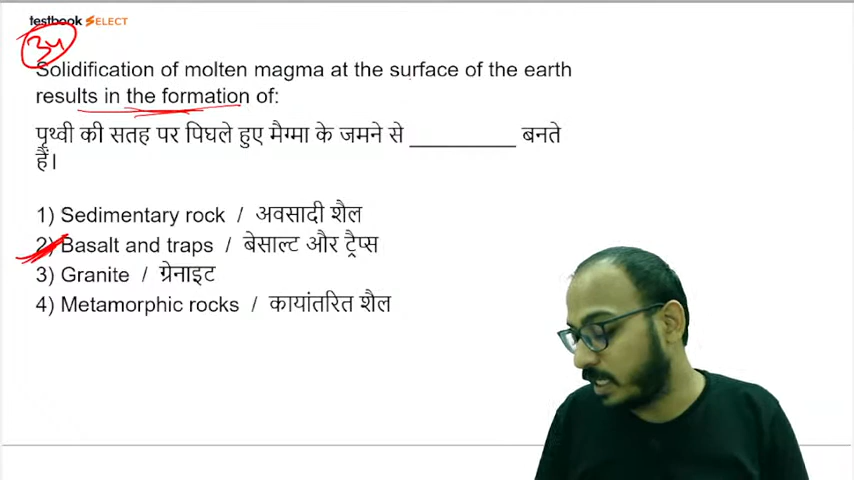 testbook SELECT
34
Solidification of molten magma at the surface of the earth
results in the formation of:
पृथ्वी की सतह पर पिघले हुए मैग्मा के जमने से __________ बनते
हैं।
1) Sedimentary rock / अवसादी शैल
2) Basalt and traps / बेसाल्ट और ट्रैप्स
3) Granite / ग्रेनाइट
4) Metamorphic rocks / कायांतरित शैल